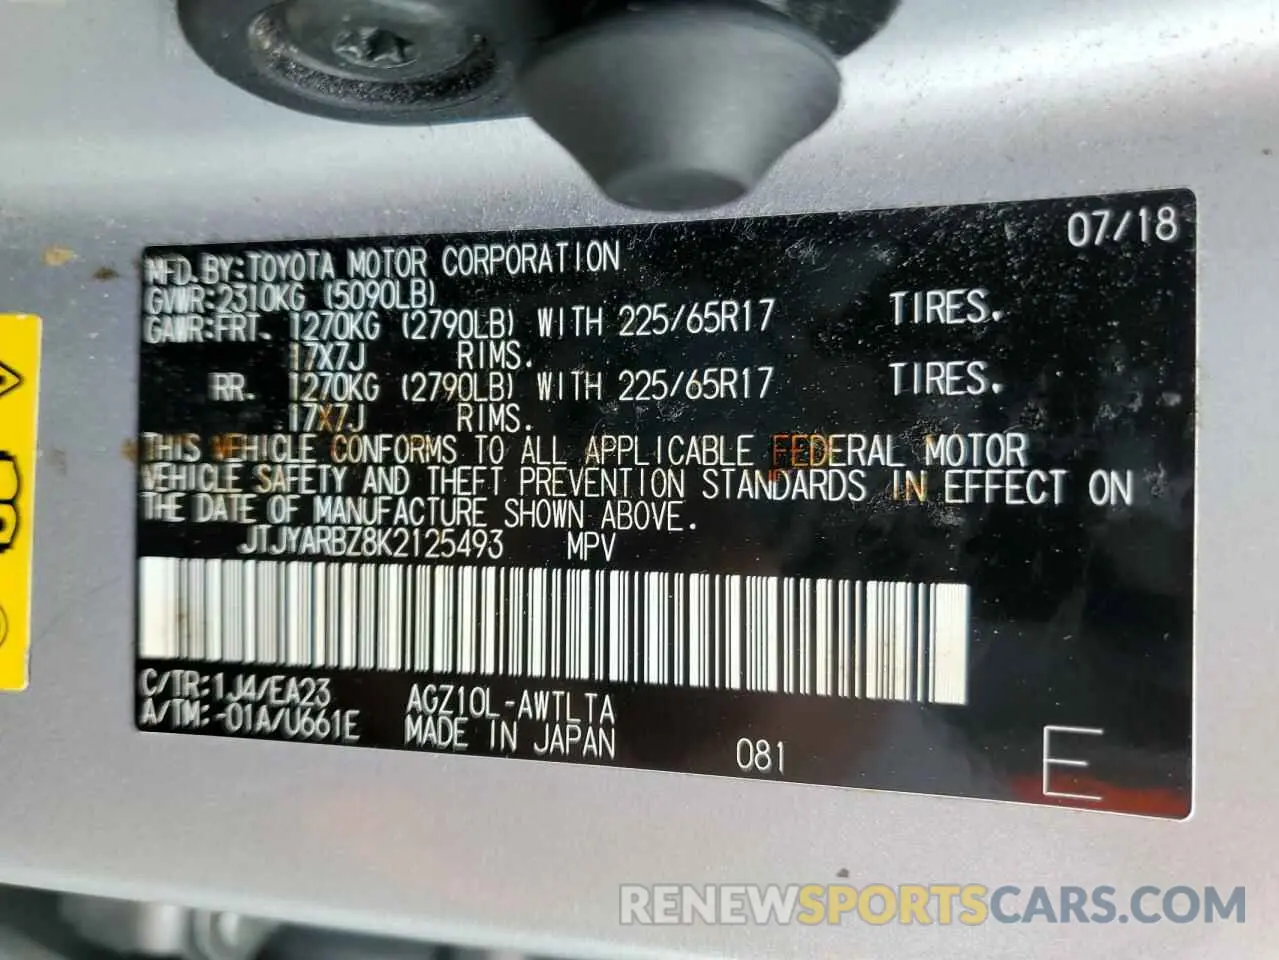 07/18
MFD.BY:TOYOTA MOTOR CORPORATION
GVWR:2310KG (5090LB)
GAWR:FRT. 1270KG (2790LB) WITH 225/65R17 TIRES.
17X7J RIMS.
RR. 1270KG (2790LB) WITH 225/65R17 TIRES.
17X7J RIMS.
THIS VEHICLE CONFORMS TO ALL APPLICABLE FEDERAL MOTOR
VEHICLE SAFETY AND THEFT PREVENTION STANDARDS IN EFFECT ON
THE DATE OF MANUFACTURE SHOWN ABOVE.
JTJYARBZ8K2125493 MPV
C/TR:1J4/EA23 AGZ10L-AWTLTA
A/TM:-01A/U661E MADE IN JAPAN
081
E
RENEWSPORTSCARS.COM